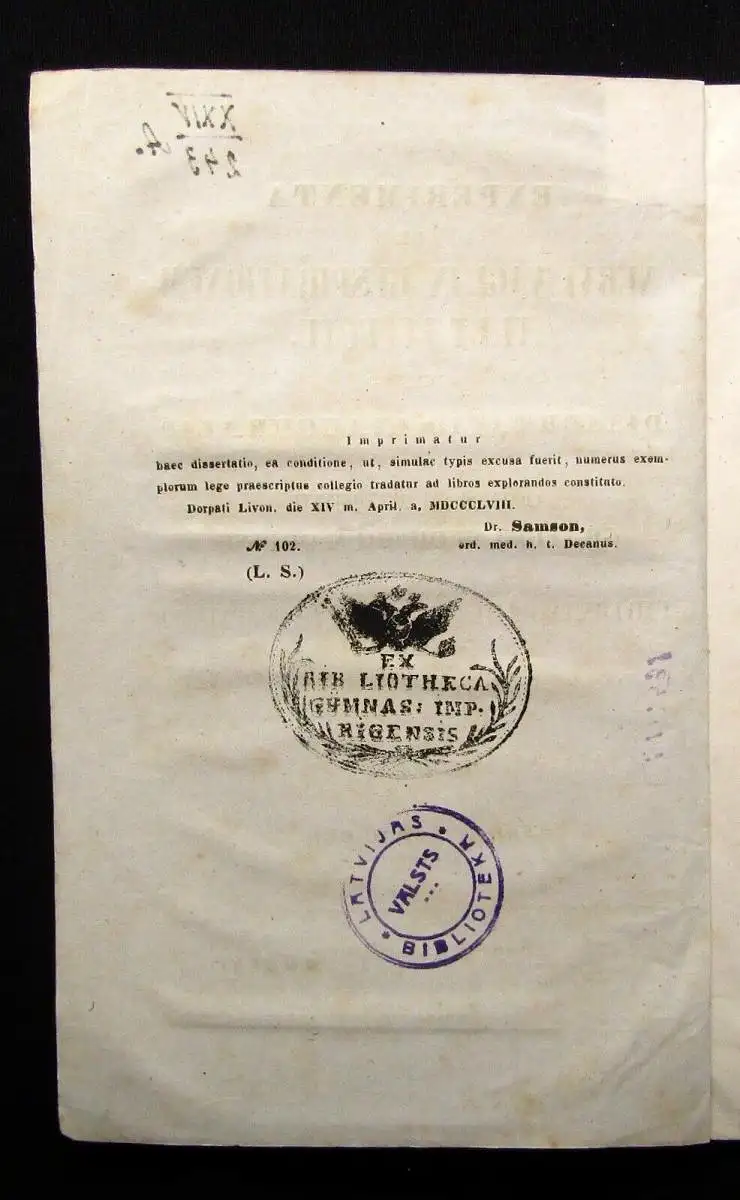 XXIV
243 A.
EXPERIMENTA
Imprimatur
haec dissertatio, ea conditione, ut, simulac typis excusa fuerit, numerus exem-
plorum lege praescriptus collegio tradatur ad libros explorandos constituto.
Dorpati Livon. die XIV m. April. a, MDCCCLVIII.
Dr. Samson,
№ 102. ord. med. h. t. Decanus.
(L. S.)
EX
BIBLIOTHECA
GYMNAS: IMP.
RIGENSIS
LATVIJAS
VALSTS
BIBLIOTEKA